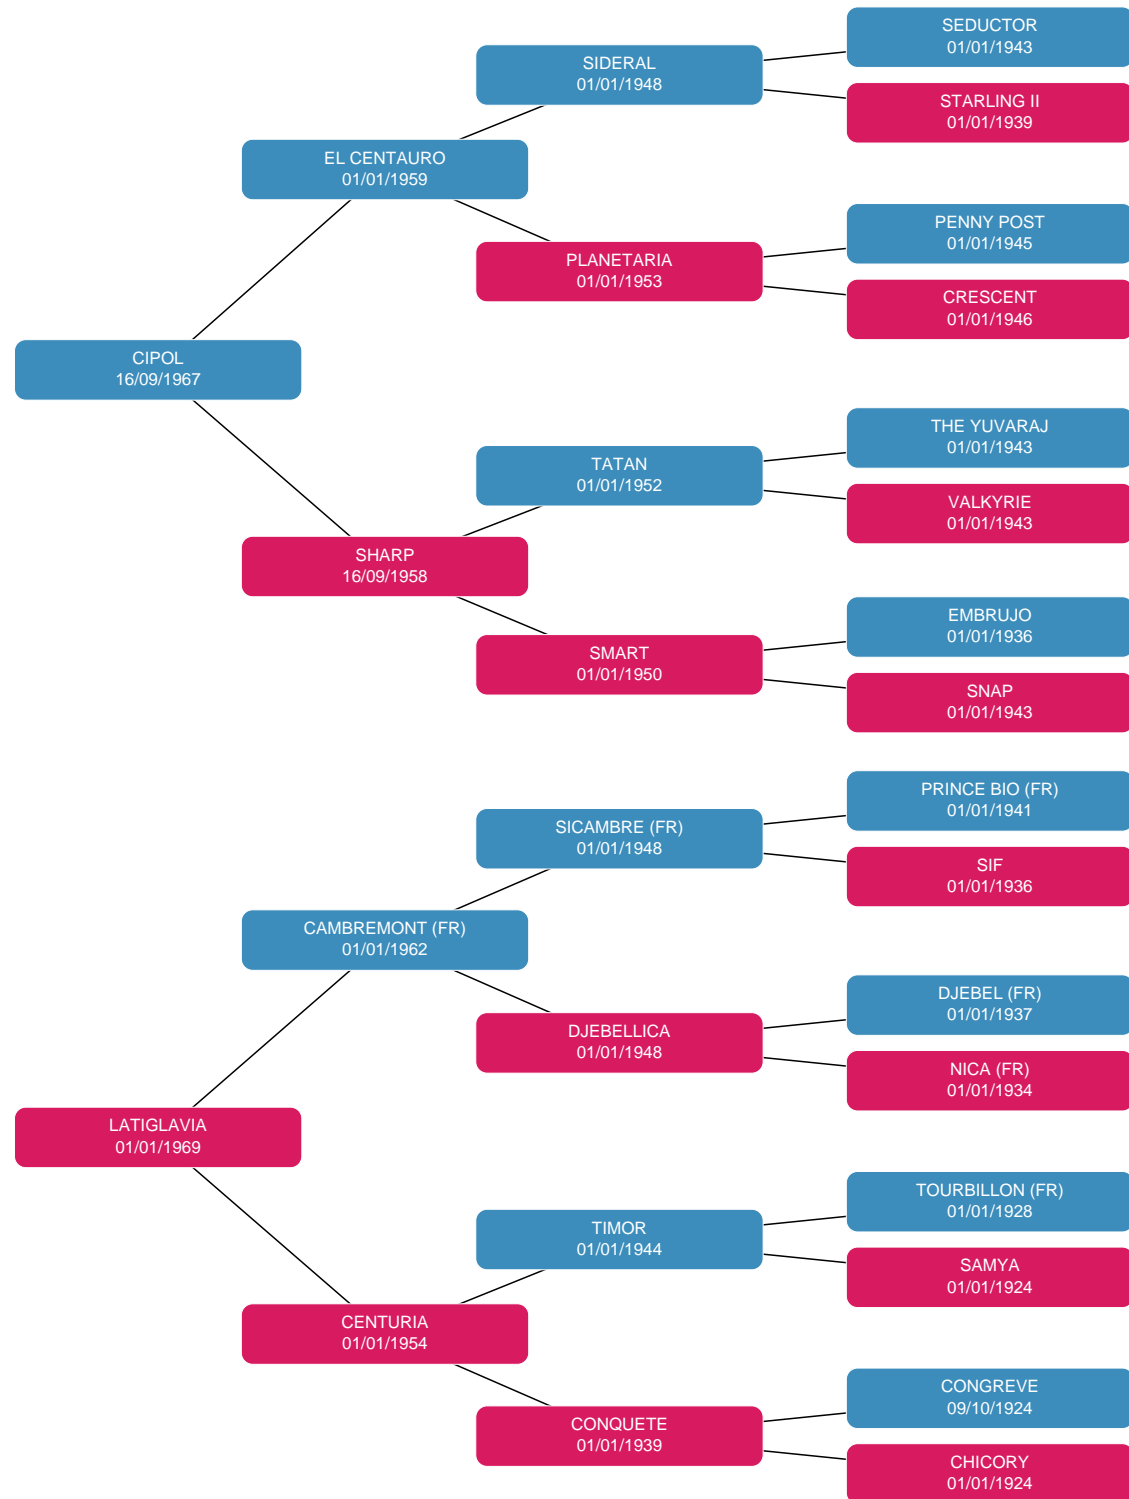 SEDUCTOR
01/01/1943
SIDERAL
01/01/1948
STARLING II
01/01/1939
EL CENTAURO
01/01/1959
PENNY POST
01/01/1945
PLANETARIA
01/01/1953
CRESCENT
01/01/1946
CIPOL
16/09/1967
THE YUVARAJ
01/01/1943
TATAN
01/01/1952
VALKYRIE
01/01/1943
SHARP
16/09/1958
EMBRUJO
01/01/1936
SMART
01/01/1950
SNAP
01/01/1943
PRINCE BIO (FR)
01/01/1941
SICAMBRE (FR)
01/01/1948
SIF
01/01/1936
CAMBREMONT (FR)
01/01/1962
DJEBEL (FR)
01/01/1937
DJEBELLICA
01/01/1948
NICA (FR)
01/01/1934
LATIGLAVIA
01/01/1969
TOURBILLON (FR)
01/01/1928
TIMOR
01/01/1944
SAMYA
01/01/1924
CENTURIA
01/01/1954
CONGREVE
09/10/1924
CONQUETE
01/01/1939
CHICORY
01/01/1924